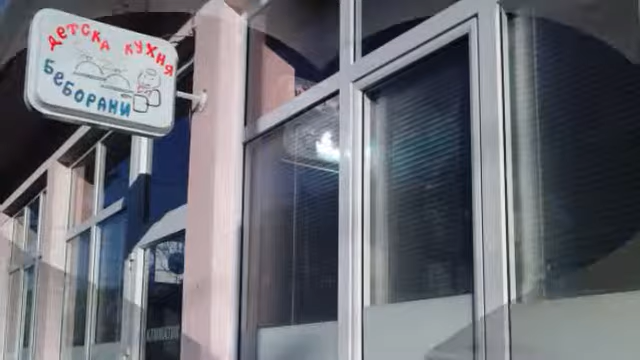 детска кухня
беборани